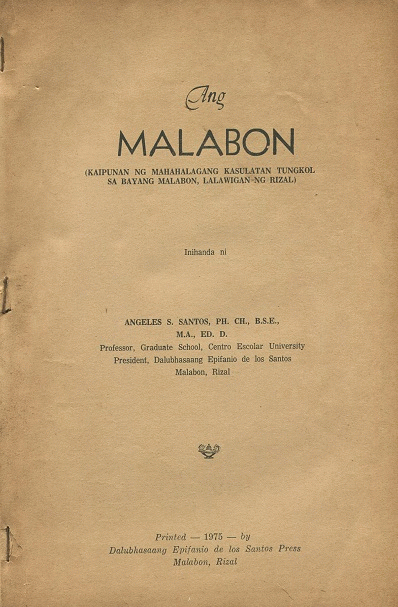 Ang
MALABON
(KAIPUNAN NG MAHAHALAGANG KASULATAN TUNGKOL
SA BAYANG MALABON, LALAWIGAN NG RIZAL)
Inihanda ni
ANGELES S. SANTOS, PH. CH., B.S.E.,
M.A., ED. D.
Professor, Graduate School, Centro Escolar University
President, Dalubhasaang Epifanio de los Santos
Malabon, Rizal
Printed — 1975 — by
Dalubhasaang Epifanio de los Santos Press
Malabon, Rizal